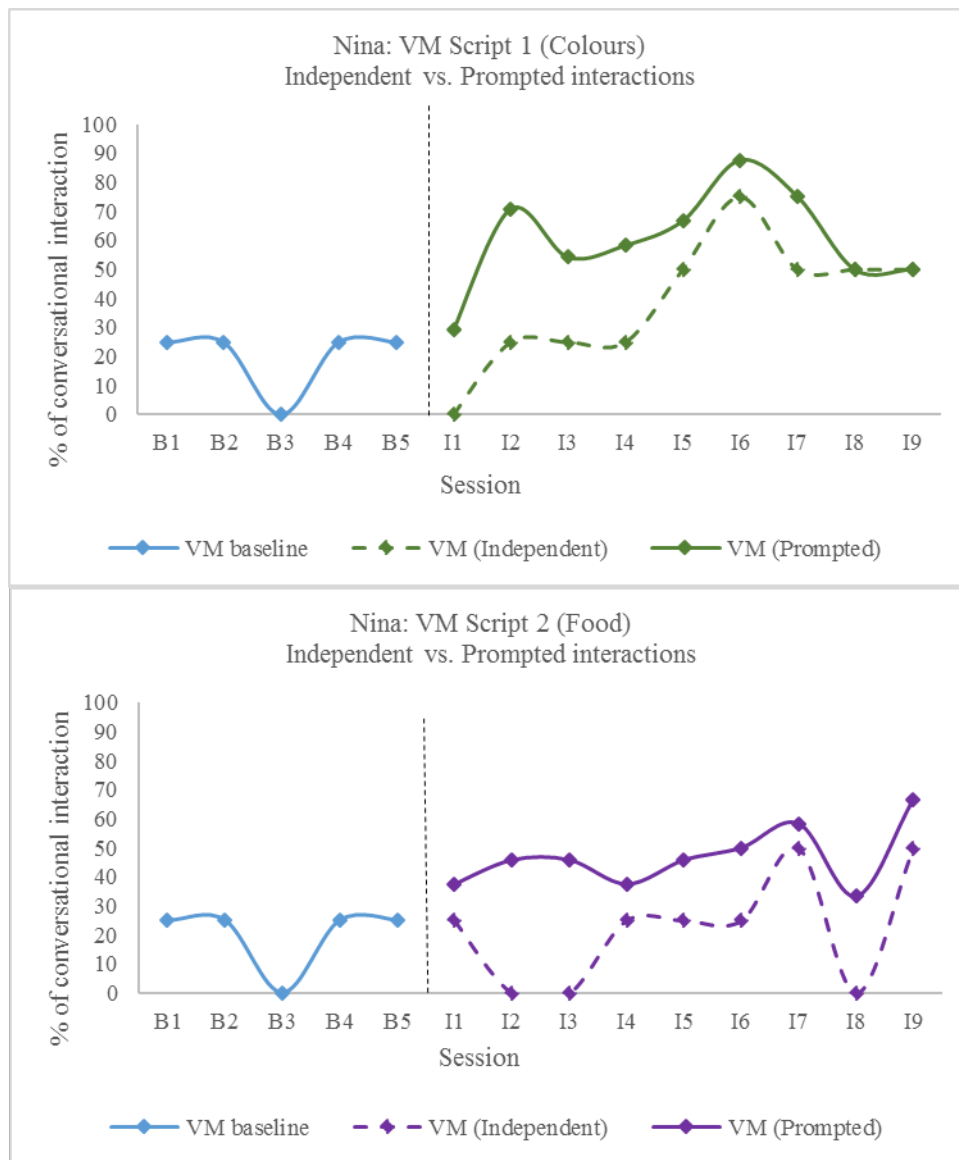 Nina: VM Script 1 (Colours)
Independent vs. Prompted interactions
% of conversational interaction
100
90
80
70
60
50
40
30
20
10
0
B1 B2 B3 B4 B5 I1 I2 I3 I4 I5 I6 I7 I8 I9
Session
VM baseline VM (Independent) VM (Prompted)
Nina: VM Script 2 (Food)
Independent vs. Prompted interactions
% of conversational interaction
100
90
80
70
60
50
40
30
20
10
0
B1 B2 B3 B4 B5 I1 I2 I3 I4 I5 I6 I7 I8 I9
Session
VM baseline VM (Independent) VM (Prompted)